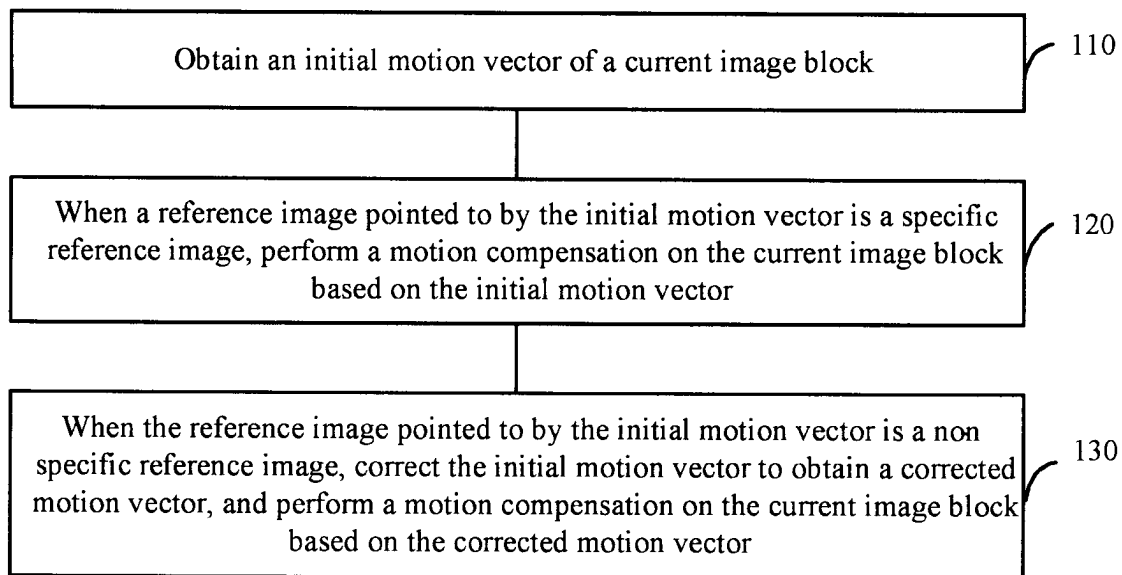 Obtain an initial motion vector of a current image block
110
When a reference image pointed to by the initial motion vector is a specific
reference image, perform a motion compensation on the current image block
based on the initial motion vector
120
When the reference image pointed to by the initial motion vector is a non
specific reference image, correct the initial motion vector to obtain a corrected
motion vector, and perform a motion compensation on the current image block
based on the corrected motion vector
130